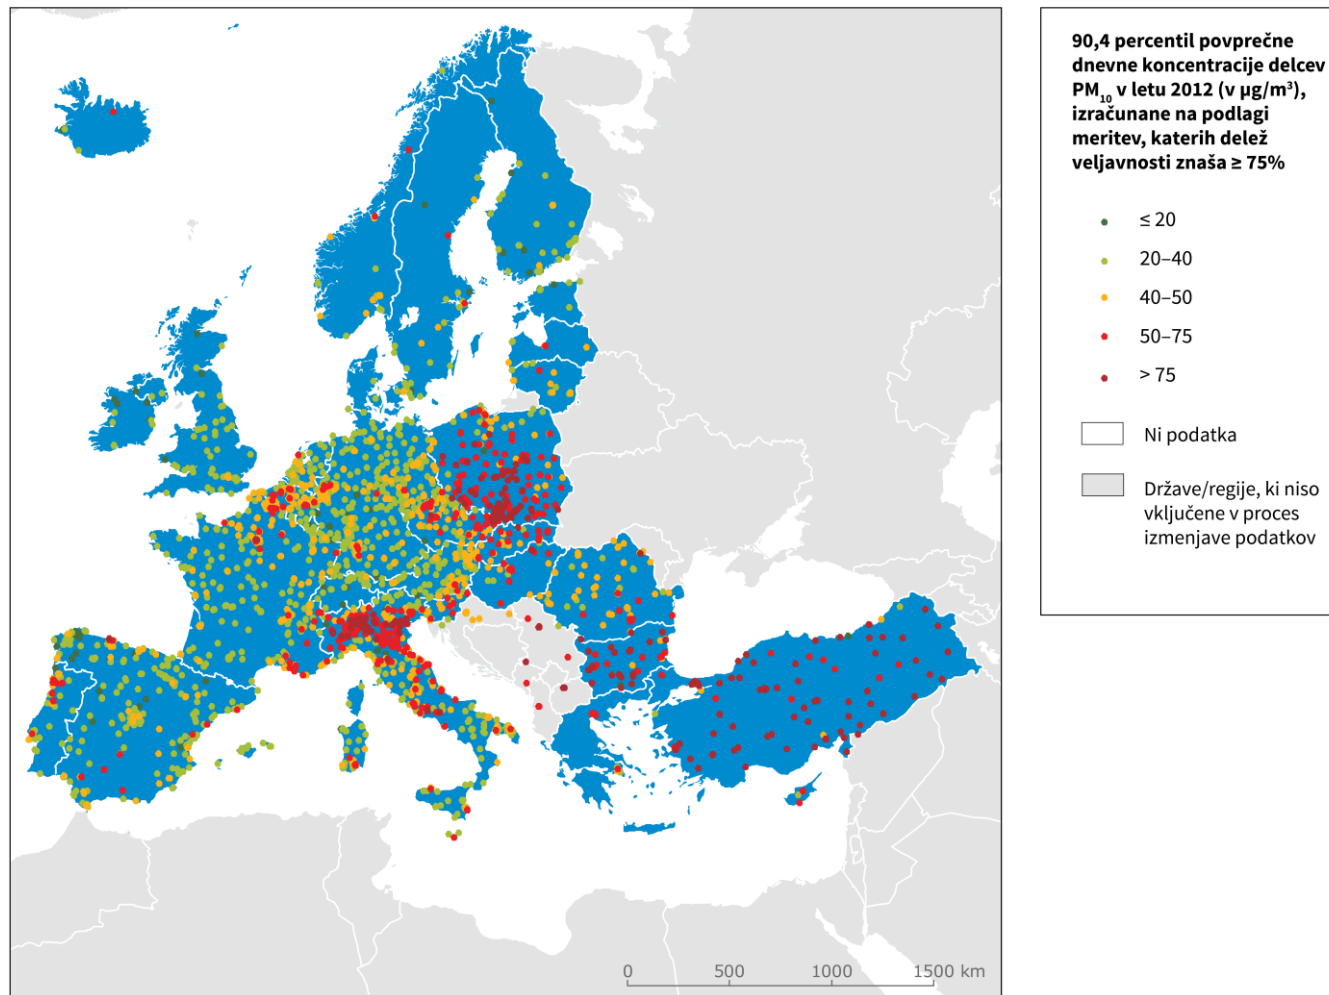 90,4 percentil povprečne
dnevne koncentracije delcev
PM₁₀ v letu 2012 (v µg/m³),
izračunane na podlagi
meritev, katerih delež
veljavnosti znaša ≥ 75%
≤ 20
20–40
40–50
50–75
> 75
Ni podatka
Države/regije, ki niso
vključene v proces
izmenjave podatkov
0 500 1000 1500 km